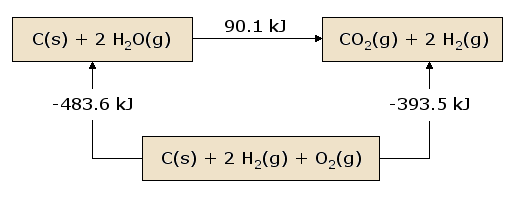 90.1 kJ
C(s) + 2 H₂O(g)
CO₂(g) + 2 H₂(g)
-483.6 kJ
-393.5 kJ
C(s) + 2 H₂(g) + O₂(g)